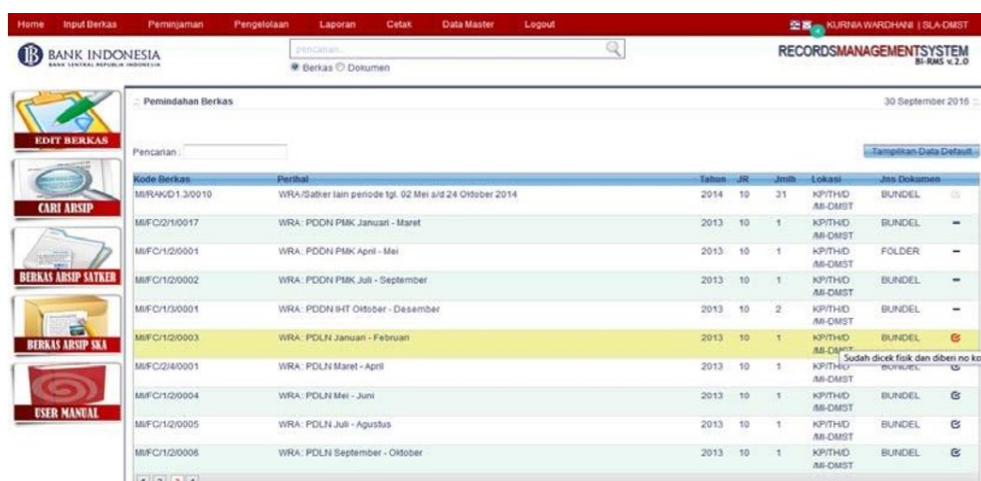 Home Input Berkas Peminjaman Pengelolaan Laporan Cetak Data Master Logout KURNIA WARDHANI | SLA-DMST
BANK INDONESIA
BANK SENTRAL REPUBLIK INDONESIA
pencarian..
Berkas Dokumen
RECORDSMANAGEMENTSYSTEM
BI-RMS v.2.0
EDIT BERKAS
CARI ARSIP
BERKAS ARSIP SATKER
BERKAS ARSIP SKA
USER MANUAL
.: Pemindahan Berkas 30 September 2016 :.
Pencarian : Tampilkan Data Default
Kode Berkas Perihal Tahun JR Jmlh Lokasi Jns Dokumen
MI/RAK/D1.3/0010 WRA/Satker lain periode tgl. 02 Mei s/d 24 Oktober 2014 2014 10 31 KP/TH/D BUNDEL
/MI-DMST
MI/FC/2/1/0017 WRA: PDDN PMK Januari - Maret 2013 10 1 KP/TH/D BUNDEL -
/MI-DMST
MI/FC/1/2/0001 WRA: PDDN PMK April - Mei 2013 10 1 KP/TH/D FOLDER -
/MI-DMST
MI/FC/1/2/0002 WRA: PDDN PMK Juli - September 2013 10 1 KP/TH/D BUNDEL -
/MI-DMST
MI/FC/1/3/0001 WRA: PDDN IHT Oktober - Desember 2013 10 2 KP/TH/D BUNDEL -
/MI-DMST
MI/FC/1/2/0003 WRA: PDLN Januari - Februari 2013 10 1 KP/TH/D BUNDEL
/MI-DMST Sudah dicek fisik dan diberi no ko
MI/FC/2/4/0001 WRA: PDLN Maret - April 2013 10 1 KP/TH/D BUNDEL
/MI-DMST
MI/FC/1/2/0004 WRA: PDLN Mei - Juni 2013 10 1 KP/TH/D BUNDEL
/MI-DMST
MI/FC/1/2/0005 WRA: PDLN Juli - Agustus 2013 10 1 KP/TH/D BUNDEL
/MI-DMST
MI/FC/1/2/0006 WRA: PDLN September - Oktober 2013 10 1 KP/TH/D BUNDEL
/MI-DMST
1 2 3 4